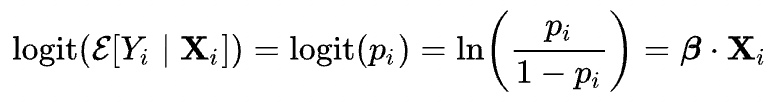 logit(ℰ[Yᵢ | 𝐗ᵢ]) = logit(pᵢ) = ln(pᵢ / (1 − pᵢ)) = 𝜷 · 𝐗ᵢ